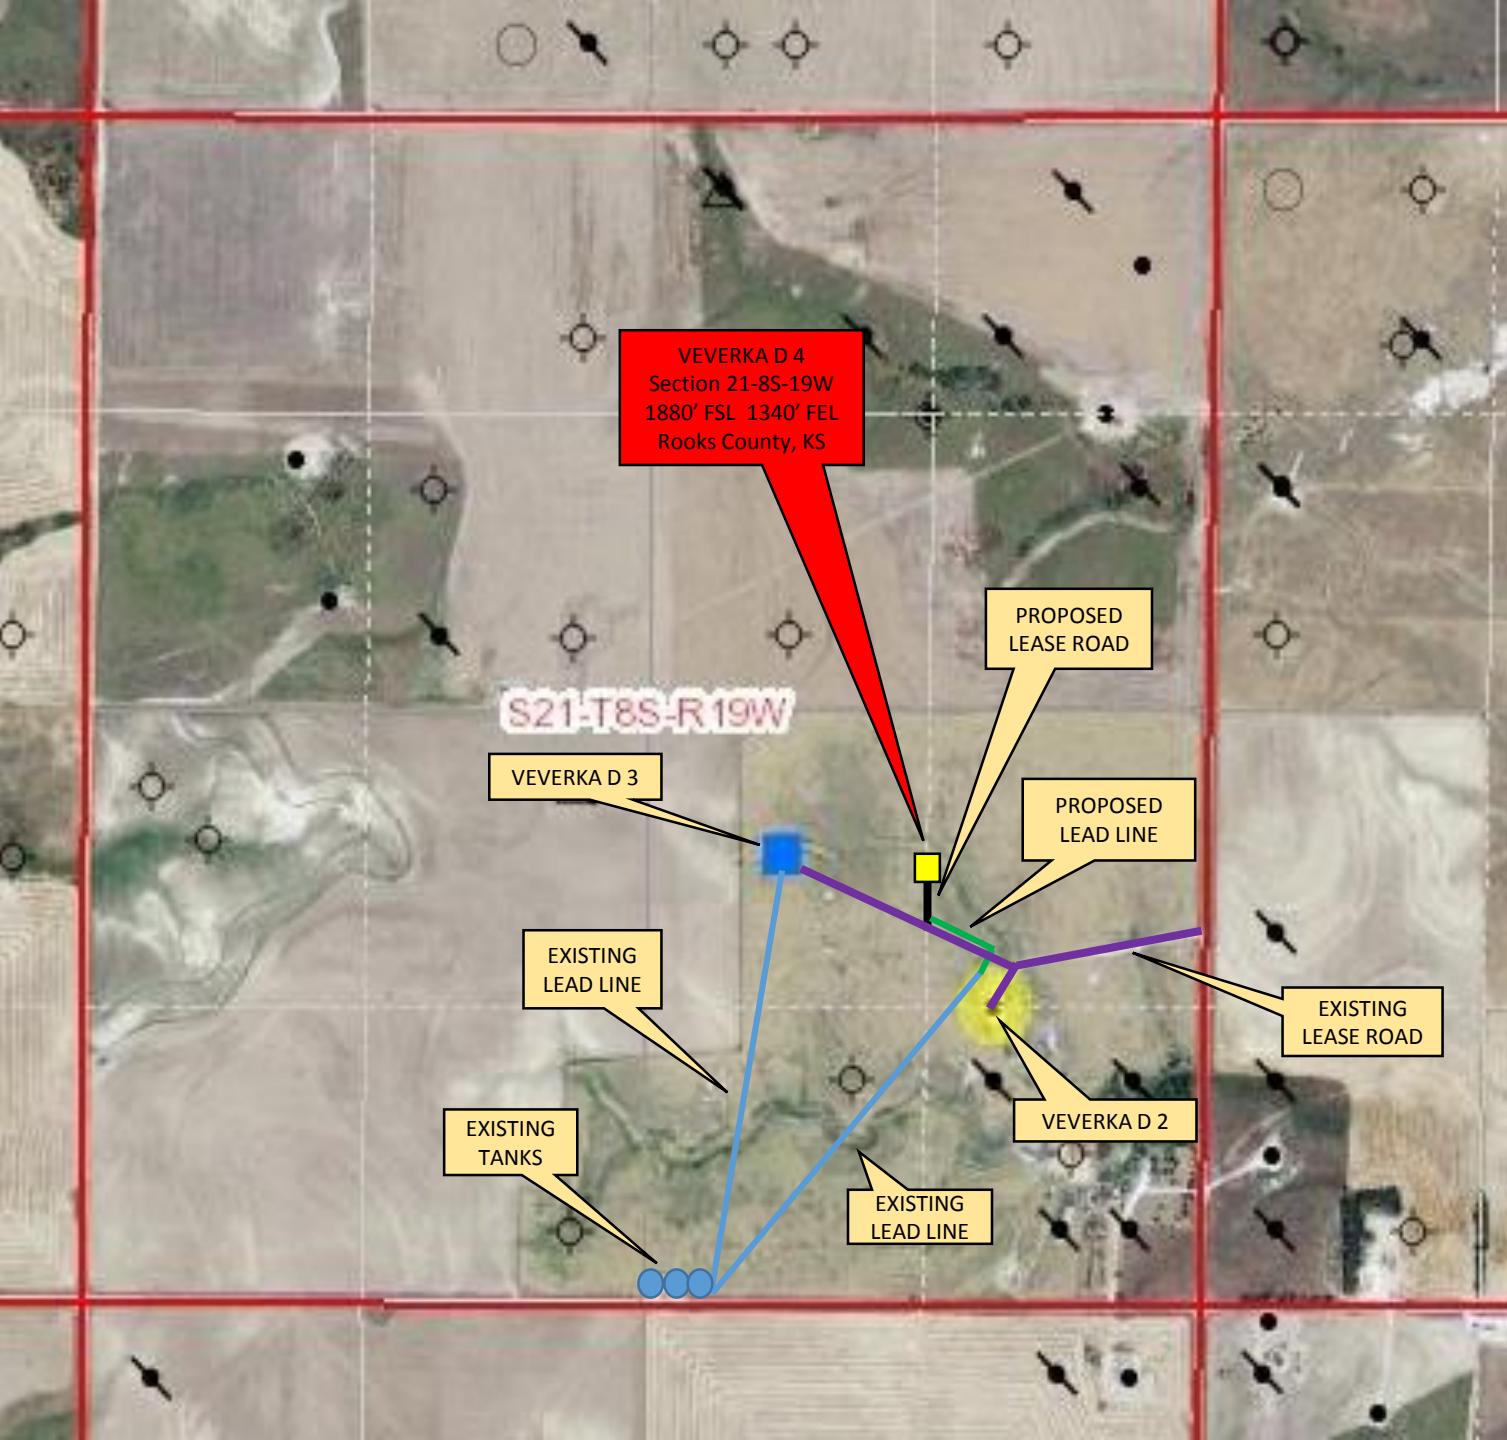 VEVERKA D 4
Section 21-8S-19W
1880’ FSL  1340’ FEL
Rooks County, KS
PROPOSED
LEASE ROAD
S21-T8S-R19W
VEVERKA D 3
PROPOSED
LEAD LINE
EXISTING
LEAD LINE
EXISTING
LEASE ROAD
VEVERKA D 2
EXISTING
TANKS
EXISTING
LEAD LINE